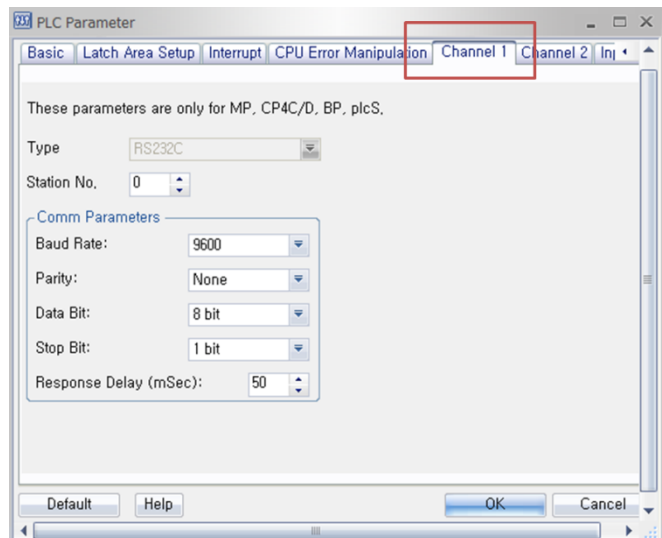 PLC Parameter
Basic Latch Area Setup Interrupt CPU Error Manipulation Channel 1 Channel 2
These parameters are only for MP, CP4C/D, BP, plcS,
Type RS232C
Station No, 0
Comm Parameters
Baud Rate: 9600
Parity: None
Data Bit: 8 bit
Stop Bit: 1 bit
Response Delay (mSec): 50
Default Help OK Cancel